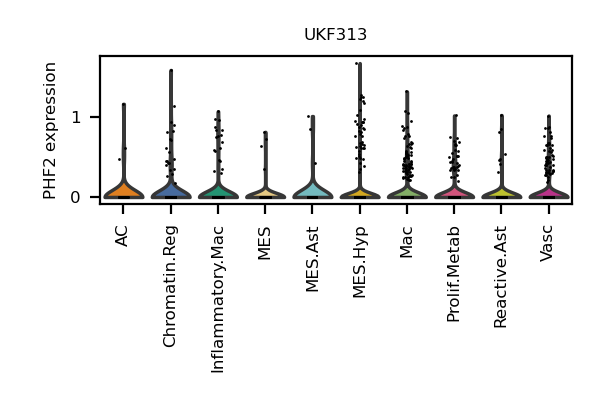 UKF313
PHF2 expression
1
0
AC
Chromatin.Reg
Inflammatory.Mac
MES
MES.Ast
MES.Hyp
Mac
Prolif.Metab
Reactive.Ast
Vasc